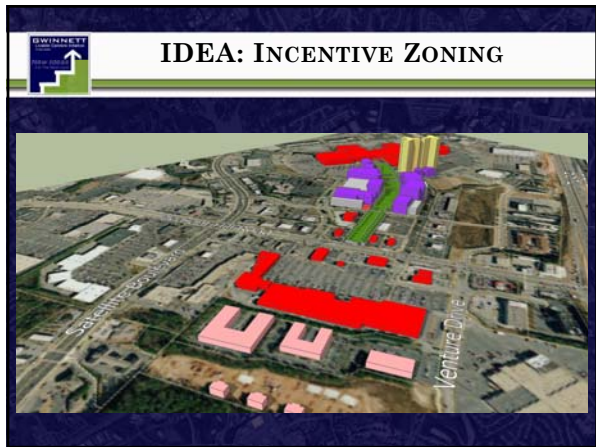 GWINNETT
IDEA: INCENTIVE ZONING
Satellite Boulevard
Venture Drive